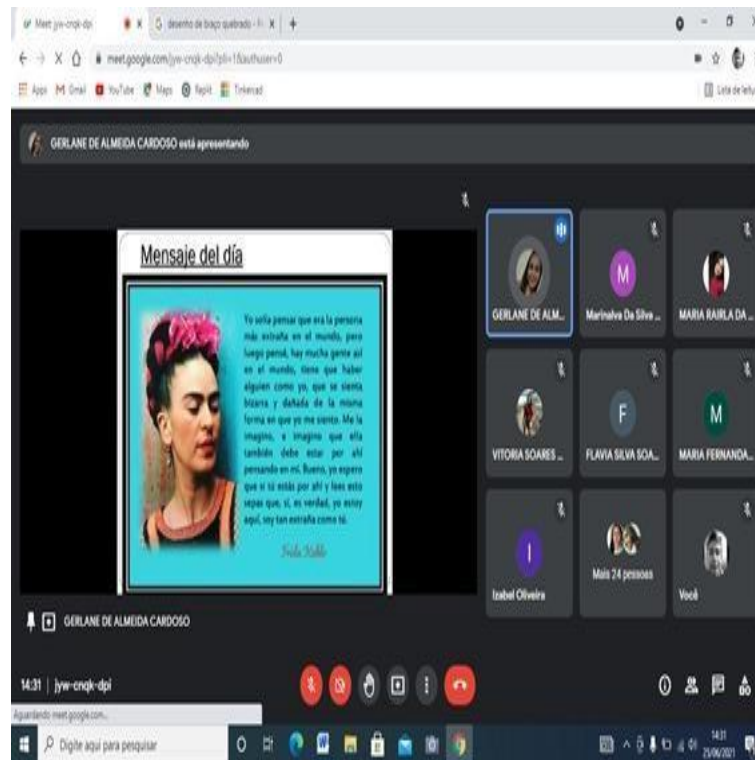 Meet: jyw-cnqk-dpi
desenho de braço quebrado -
meet.google.com/jyw-cnqk-dpi?pli=1&authuser=0
Apps Gmail YouTube Maps Replit Tinkercad Lista de leitu
GERLANE DE ALMEIDA CARDOSO está apresentando
Mensaje del día
Yo solía pensar que era la persona
más extraña en el mundo, pero
luego pensé, hay mucha gente así
en el mundo, tiene que haber
alguien como yo, que se sienta
bizarra y dañada de la misma
forma en que yo me siento. Me la
imagino, e imagino que ella
también debe estar por ahí
pensando en mí. Bueno, yo espero
que si tú estás por ahí y lees esto
sepas que, sí, es verdad, yo estoy
aquí, soy tan extraña como tú.
Frida Kahlo
GERLANE DE ALM...
M
Marinalva Da Silva ...
MARIA RAIRLA DA ...
VITORIA SOARES ...
F
FLAVIA SILVA SOA...
M
MARIA FERNANDA...
I
Izabel Oliveira
Mais 24 pessoas
Você
GERLANE DE ALMEIDA CARDOSO
14:31 | jyw-cnqk-dpi
Aguardando meet.google.com...
Digite aqui para pesquisar
14:31
25/06/2021